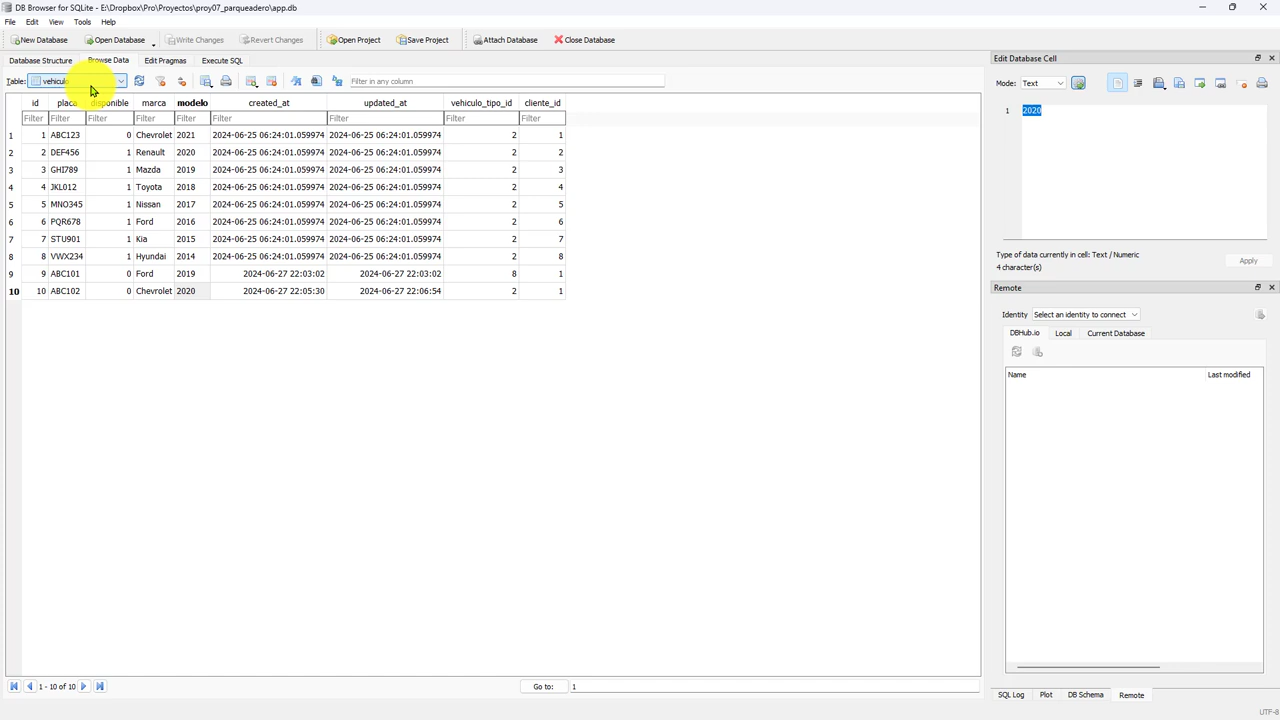 DB Browser for SQLite - E:\Dropbox\Pro\Proyectos\proy07_parqueadero\app.db
File Edit View Tools Help
New Database Open Database Write Changes Revert Changes Open Project Save Project Attach Database Close Database
Database Structure Browse Data Edit Pragmas Execute SQL
Table: vehiculo Filter in any column
id placa disponible marca modelo created_at updated_at vehiculo_tipo_id cliente_id
Filter Filter Filter Filter Filter Filter Filter Filter Filter
1 1 ABC123 0 Chevrolet 2021 2024-06-25 06:24:01.059974 2024-06-25 06:24:01.059974 2 1
2 2 DEF456 1 Renault 2020 2024-06-25 06:24:01.059974 2024-06-25 06:24:01.059974 2 2
3 3 GHI789 1 Mazda 2019 2024-06-25 06:24:01.059974 2024-06-25 06:24:01.059974 2 3
4 4 JKL012 1 Toyota 2018 2024-06-25 06:24:01.059974 2024-06-25 06:24:01.059974 2 4
5 5 MNO345 1 Nissan 2017 2024-06-25 06:24:01.059974 2024-06-25 06:24:01.059974 2 5
6 6 PQR678 1 Ford 2016 2024-06-25 06:24:01.059974 2024-06-25 06:24:01.059974 2 6
7 7 STU901 1 Kia 2015 2024-06-25 06:24:01.059974 2024-06-25 06:24:01.059974 2 7
8 8 VWX234 1 Hyundai 2014 2024-06-25 06:24:01.059974 2024-06-25 06:24:01.059974 2 8
9 9 ABC101 0 Ford 2019 2024-06-27 22:03:02 2024-06-27 22:03:02 8 1
10 10 ABC102 0 Chevrolet 2020 2024-06-27 22:05:30 2024-06-27 22:06:54 2 1
1 - 10 of 10 Go to: 1
Edit Database Cell
Mode: Text
1 2020
Type of data currently in cell: Text / Numeric
4 character(s)
Apply
Remote
Identity Select an identity to connect
DBHub.io Local Current Database
Name Last modified
SQL Log Plot DB Schema Remote
UTF-8